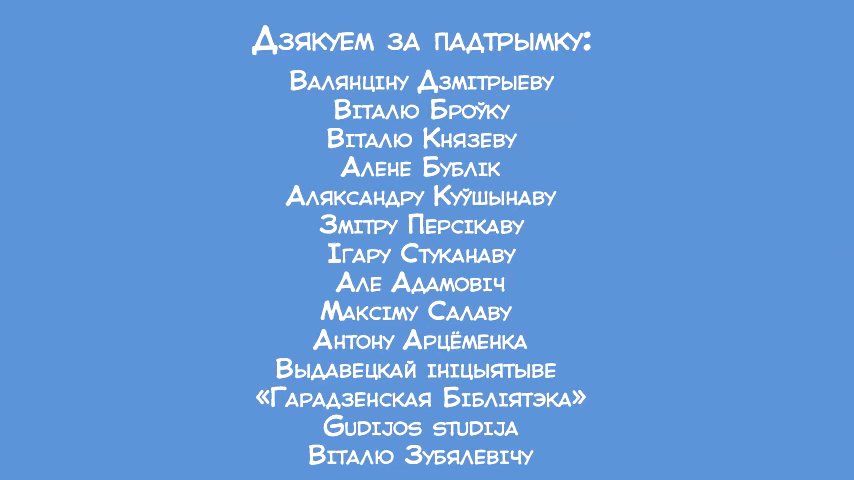 Дзякуем за падтрымку:
Валянціну Дзмітрыеву
Віталю Броўку
Віталю Князеву
Алене Бублік
Аляксандру Куўшынаву
Змітру Персікаву
Ігару Стуканаву
Але Адамовіч
Максіму Салаву
Антону Арцёменка
Выдавецкай ініцыятыве
«Гарадзенская Бібліятэка»
Gudijos studija
Віталю Зубялевічу